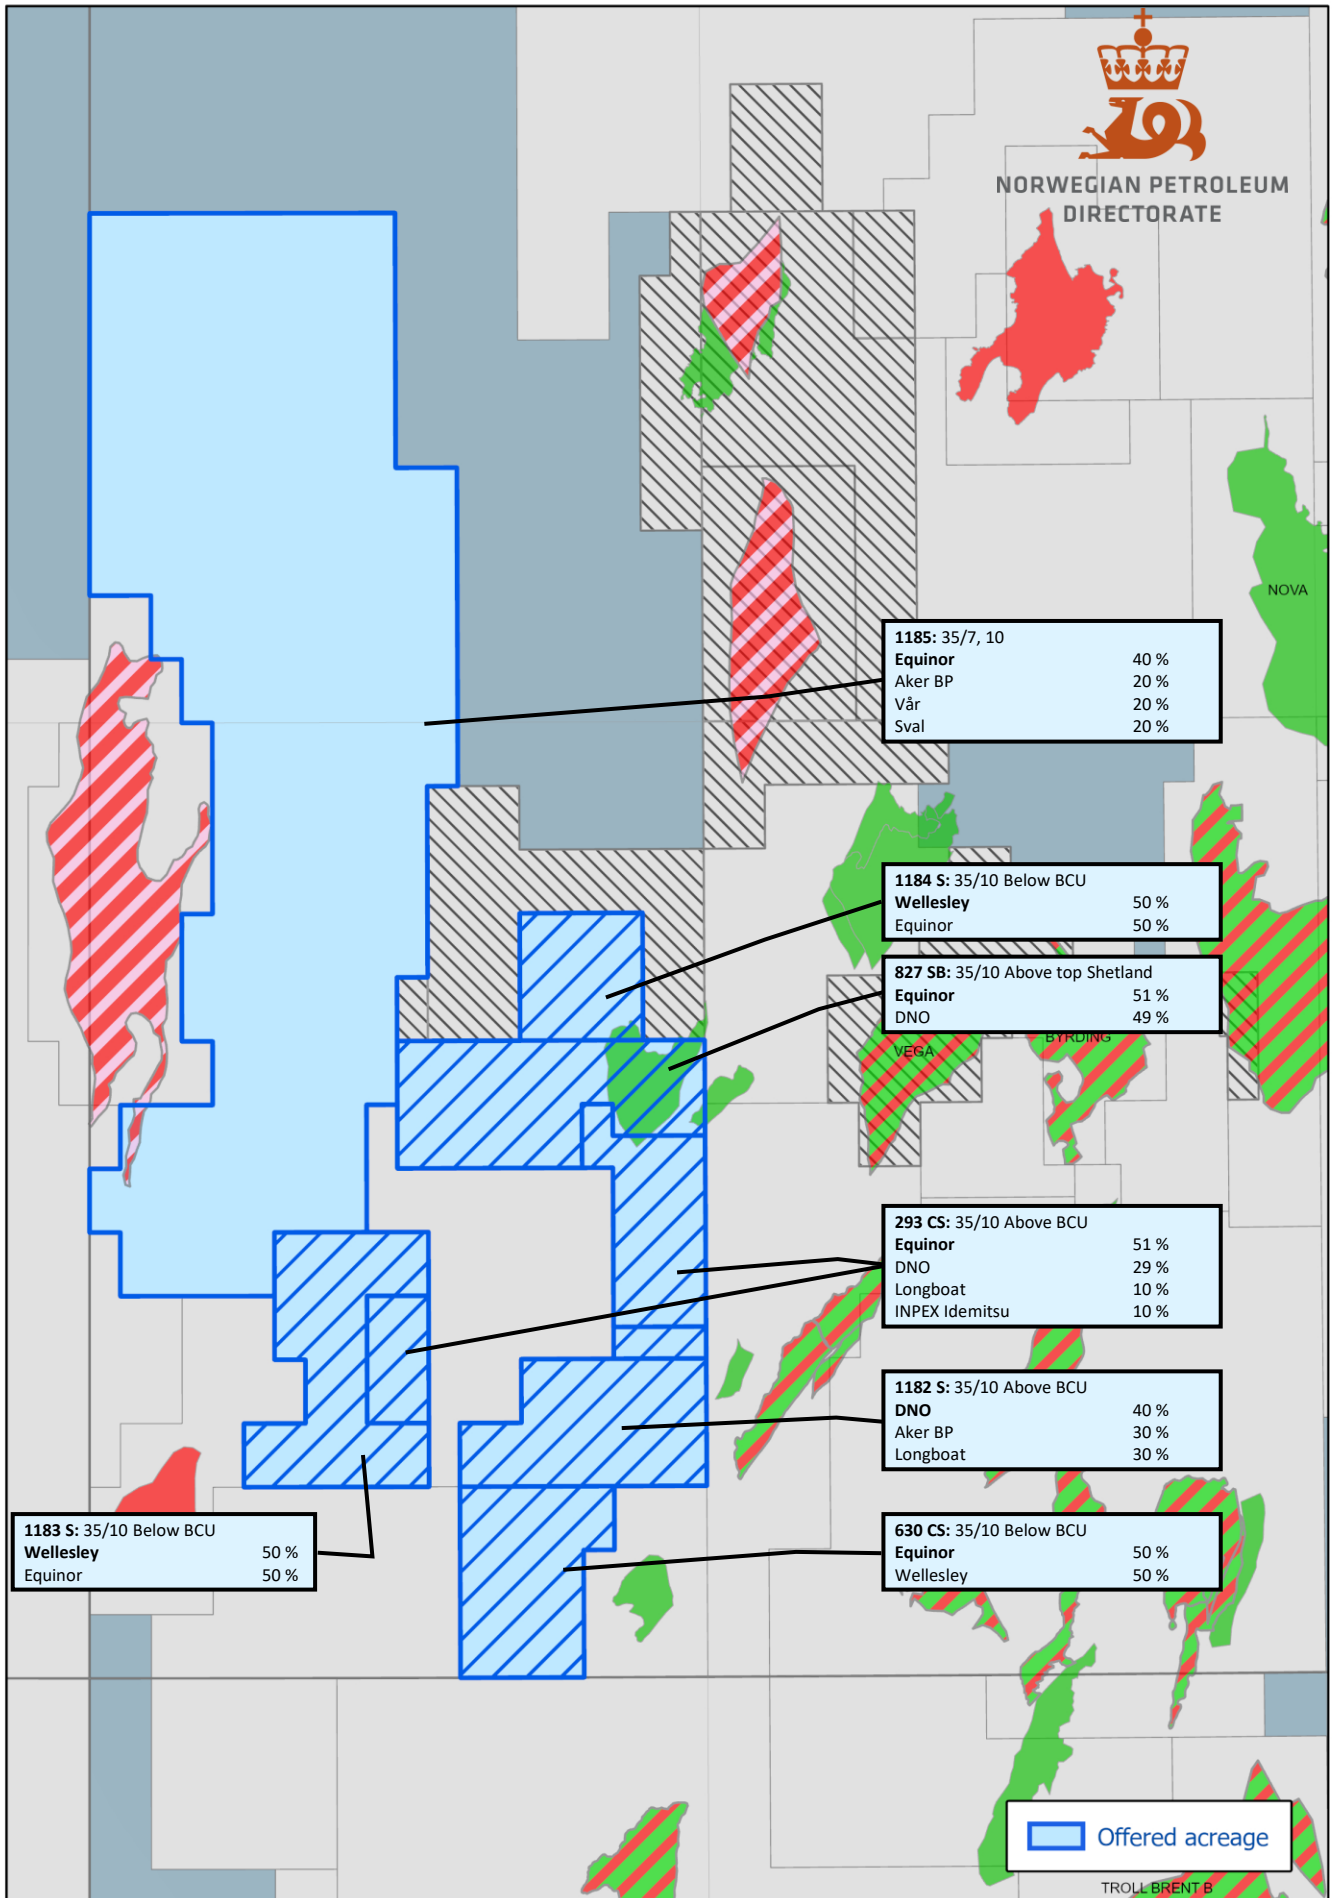 NORWEGIAN PETROLEUM
DIRECTORATE
NOVA
1185: 35/7, 10
Equinor 40 %
Aker BP 20 %
Vår 20 %
Sval 20 %
1184 S: 35/10 Below BCU
Wellesley 50 %
Equinor 50 %
827 SB: 35/10 Above top Shetland
Equinor 51 %
DNO 49 %
VEGA
BYRDING
293 CS: 35/10 Above BCU
Equinor 51 %
DNO 29 %
Longboat 10 %
INPEX Idemitsu 10 %
1182 S: 35/10 Above BCU
DNO 40 %
Aker BP 30 %
Longboat 30 %
1183 S: 35/10 Below BCU
Wellesley 50 %
Equinor 50 %
630 CS: 35/10 Below BCU
Equinor 50 %
Wellesley 50 %
Offered acreage
TROLL BRENT B